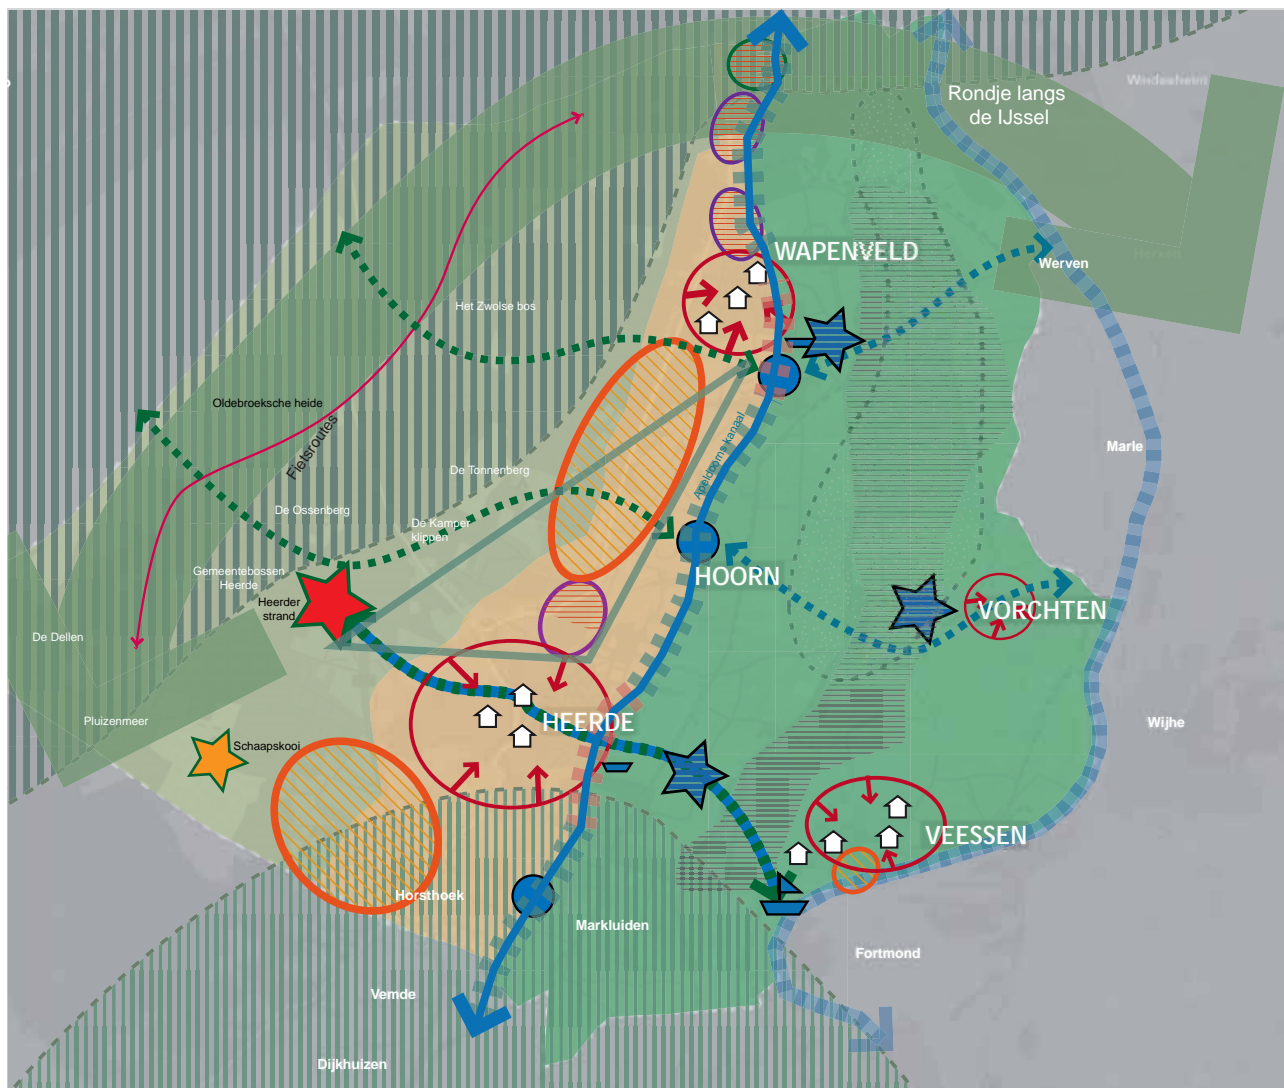 Windesheim
Rondje langs
de IJssel
WAPENVELD
Werven
Herxen
Het Zwolse bos
Oldebroeksche heide
Fietsroutes
Apeldoorns kanaal
Marle
De Tonnenberg
De Ossenberg
De Kamper
klippen
Gemeentebossen
Heerde
HOORN
Heerder
strand
VORCHTEN
De Dellen
Pluizenmeer
HEERDE
Wijhe
Schaapskooi
VEESSEN
Horsthoek
Markluiden
Fortmond
Vemde
Dijkhuizen